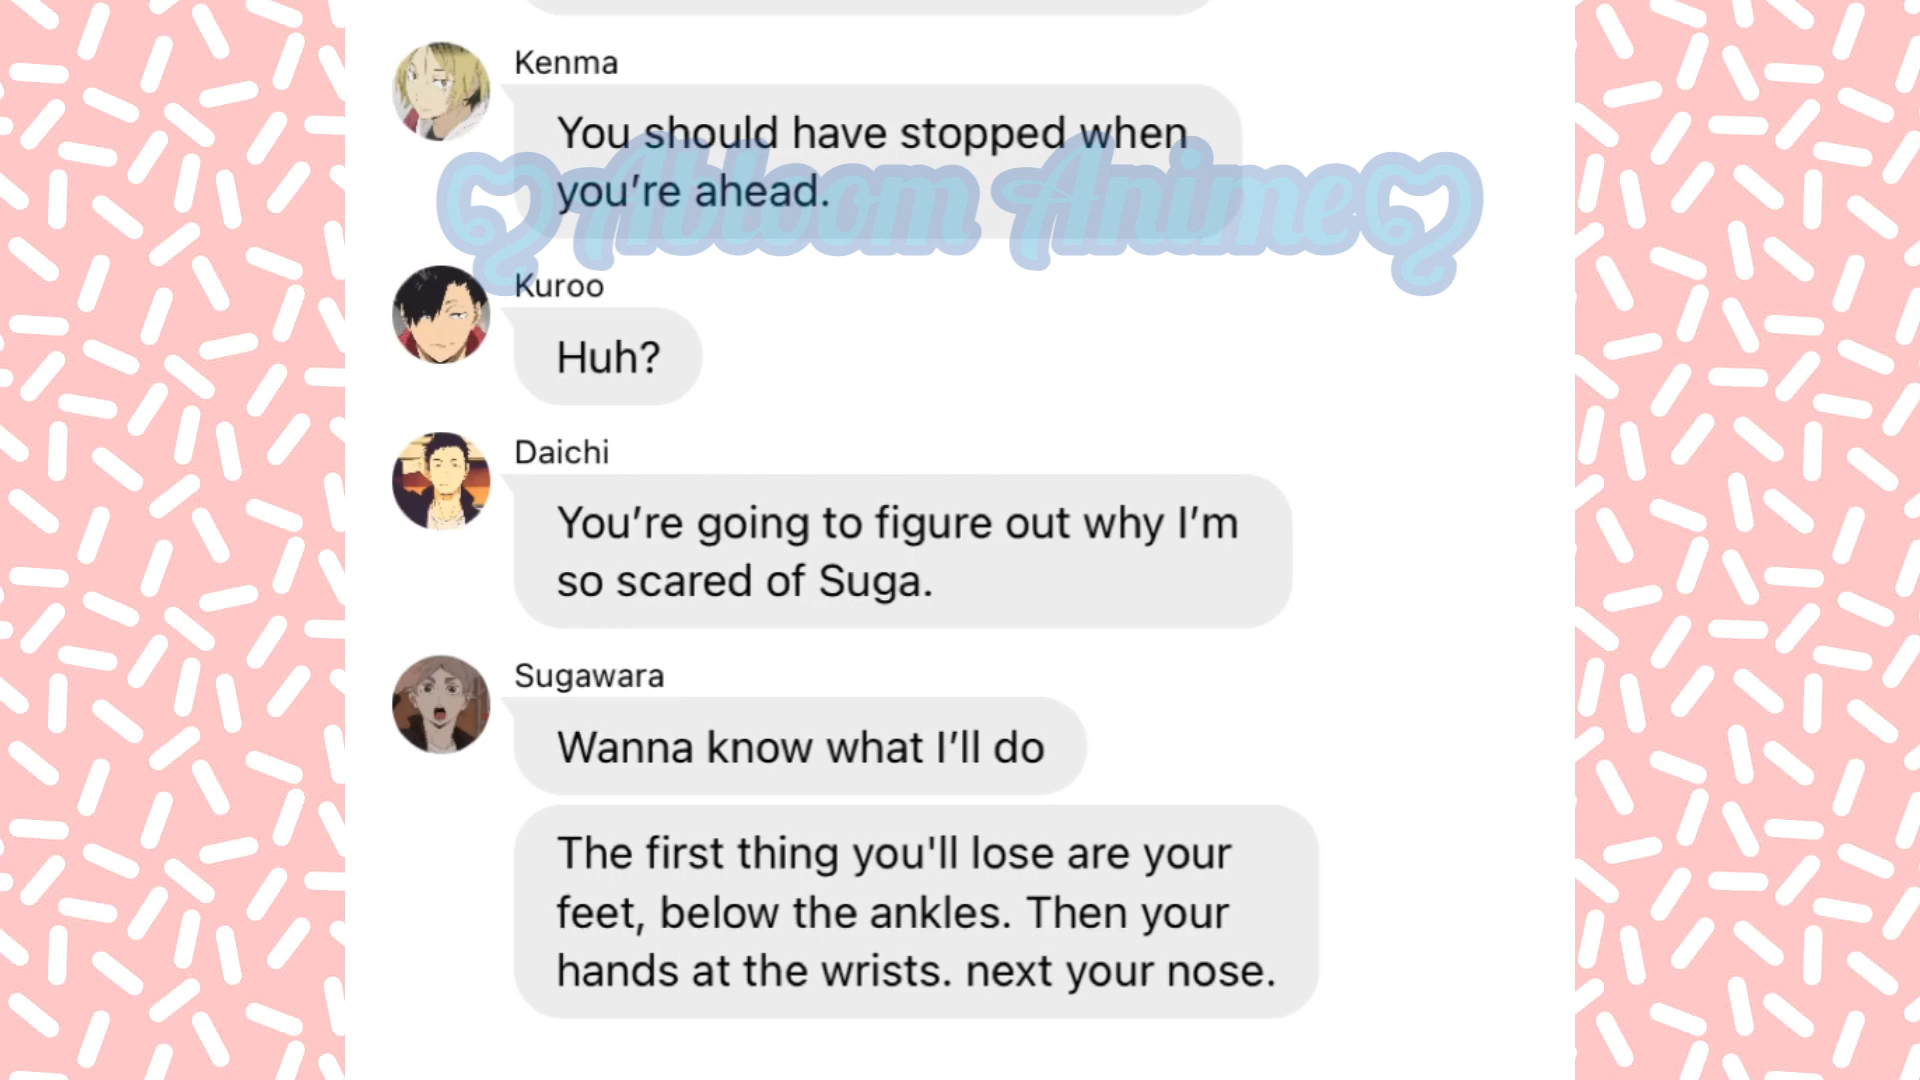 Kenma
You should have stopped when
you’re ahead.
Abloom Anime
Kuroo
Huh?
Daichi
You’re going to figure out why I’m
so scared of Suga.
Sugawara
Wanna know what I’ll do
The first thing you'll lose are your
feet, below the ankles. Then your
hands at the wrists. next your nose.